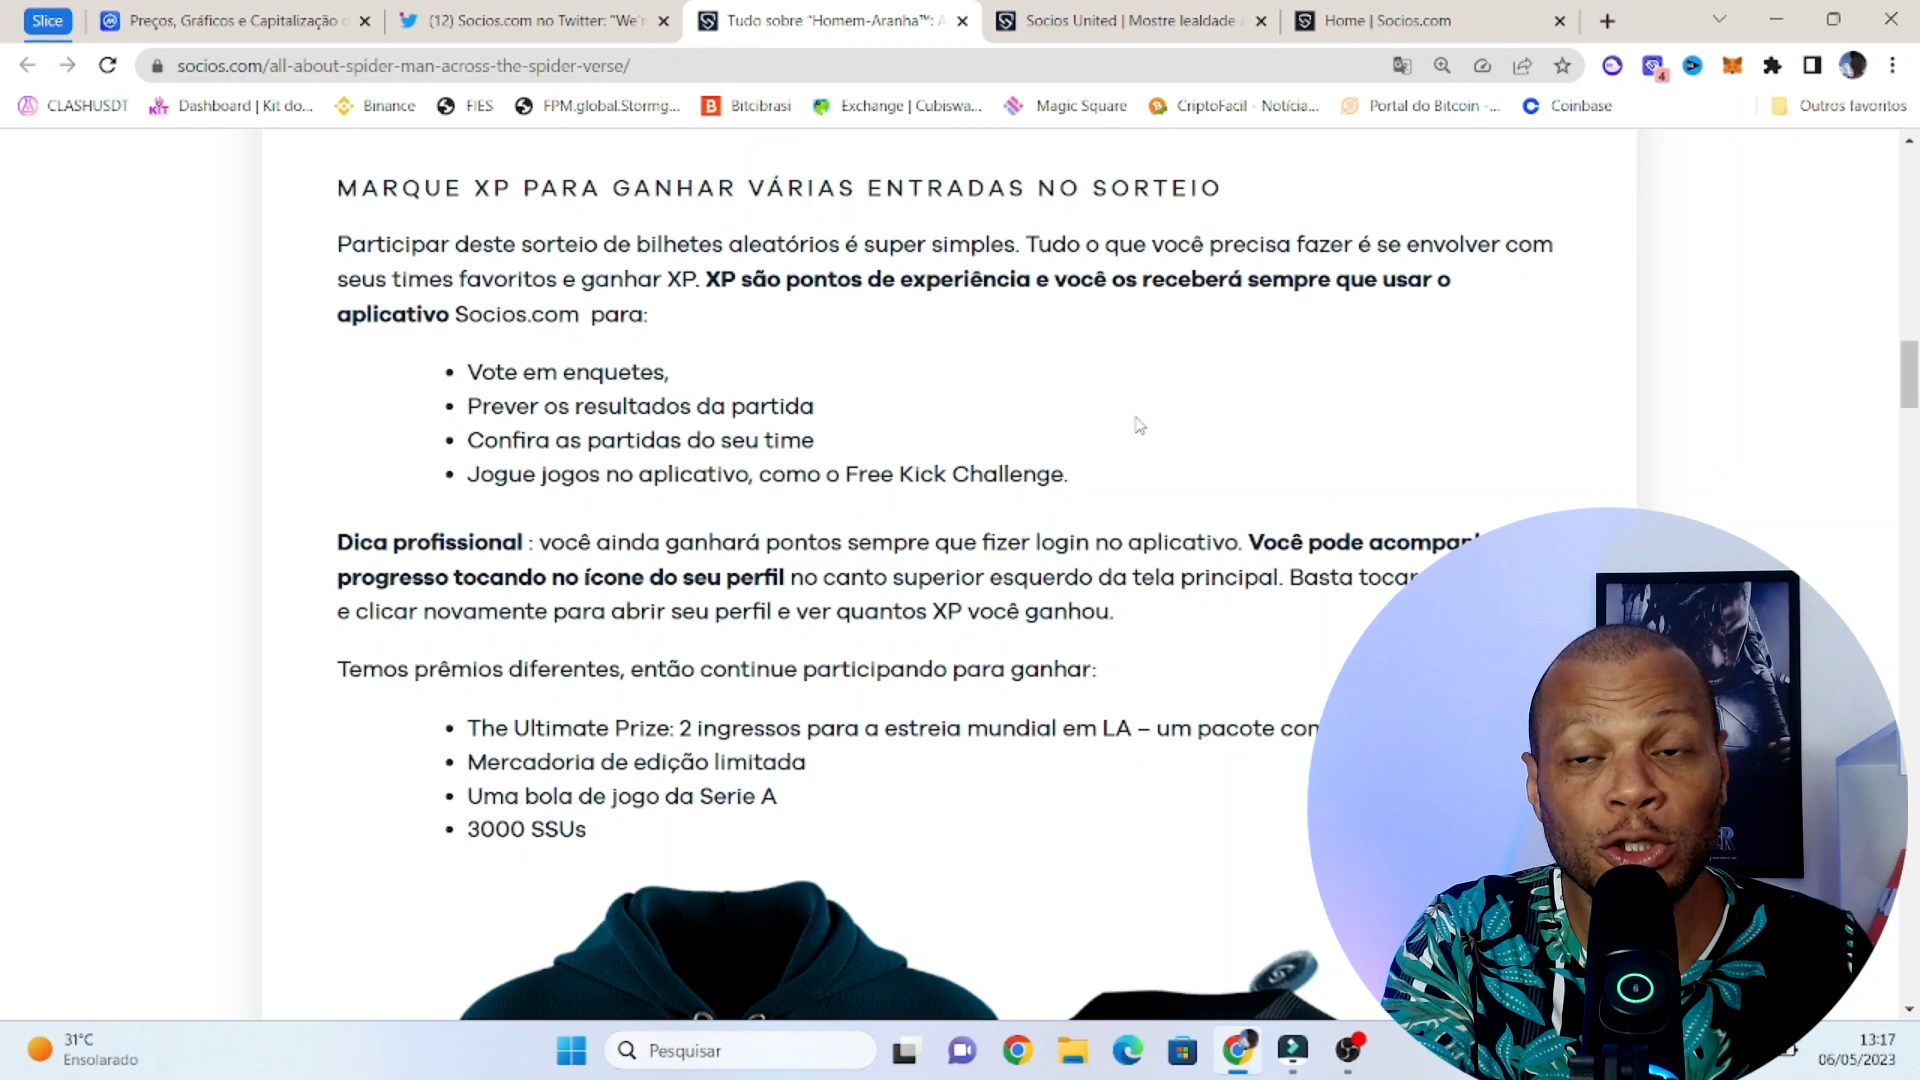 Slice
Preços, Gráficos e Capitalização
(12) Socios.com no Twitter: "We'r
Tudo sobre "Homem-Aranha™: A
Socios United | Mostre lealdade
Home | Socios.com
socios.com/all-about-spider-man-across-the-spider-verse/
4
CLASHUSDT
Dashboard | Kit do...
Binance
FIES
FPM.global.Stormg...
Bitcibrasi
Exchange | Cubiswa...
Magic Square
CriptoFacil - Notícia...
Portal do Bitcoin -...
Coinbase
Outros favoritos
MARQUE XP PARA GANHAR VÁRIAS ENTRADAS NO SORTEIO
Participar deste sorteio de bilhetes aleatórios é super simples. Tudo o que você precisa fazer é se envolver com
seus times favoritos e ganhar XP. XP são pontos de experiência e você os receberá sempre que usar o
aplicativo Socios.com para:
• Vote em enquetes,
• Prever os resultados da partida
• Confira as partidas do seu time
• Jogue jogos no aplicativo, como o Free Kick Challenge.
Dica profissional : você ainda ganhará pontos sempre que fizer login no aplicativo. Você pode acompanh
progresso tocando no ícone do seu perfil no canto superior esquerdo da tela principal. Basta tocar
e clicar novamente para abrir seu perfil e ver quantos XP você ganhou.
Temos prêmios diferentes, então continue participando para ganhar:
• The Ultimate Prize: 2 ingressos para a estreia mundial em LA – um pacote com
• Mercadoria de edição limitada
• Uma bola de jogo da Serie A
• 3000 SSUs
31°C
Ensolarado
Pesquisar
13:17
06/05/2023